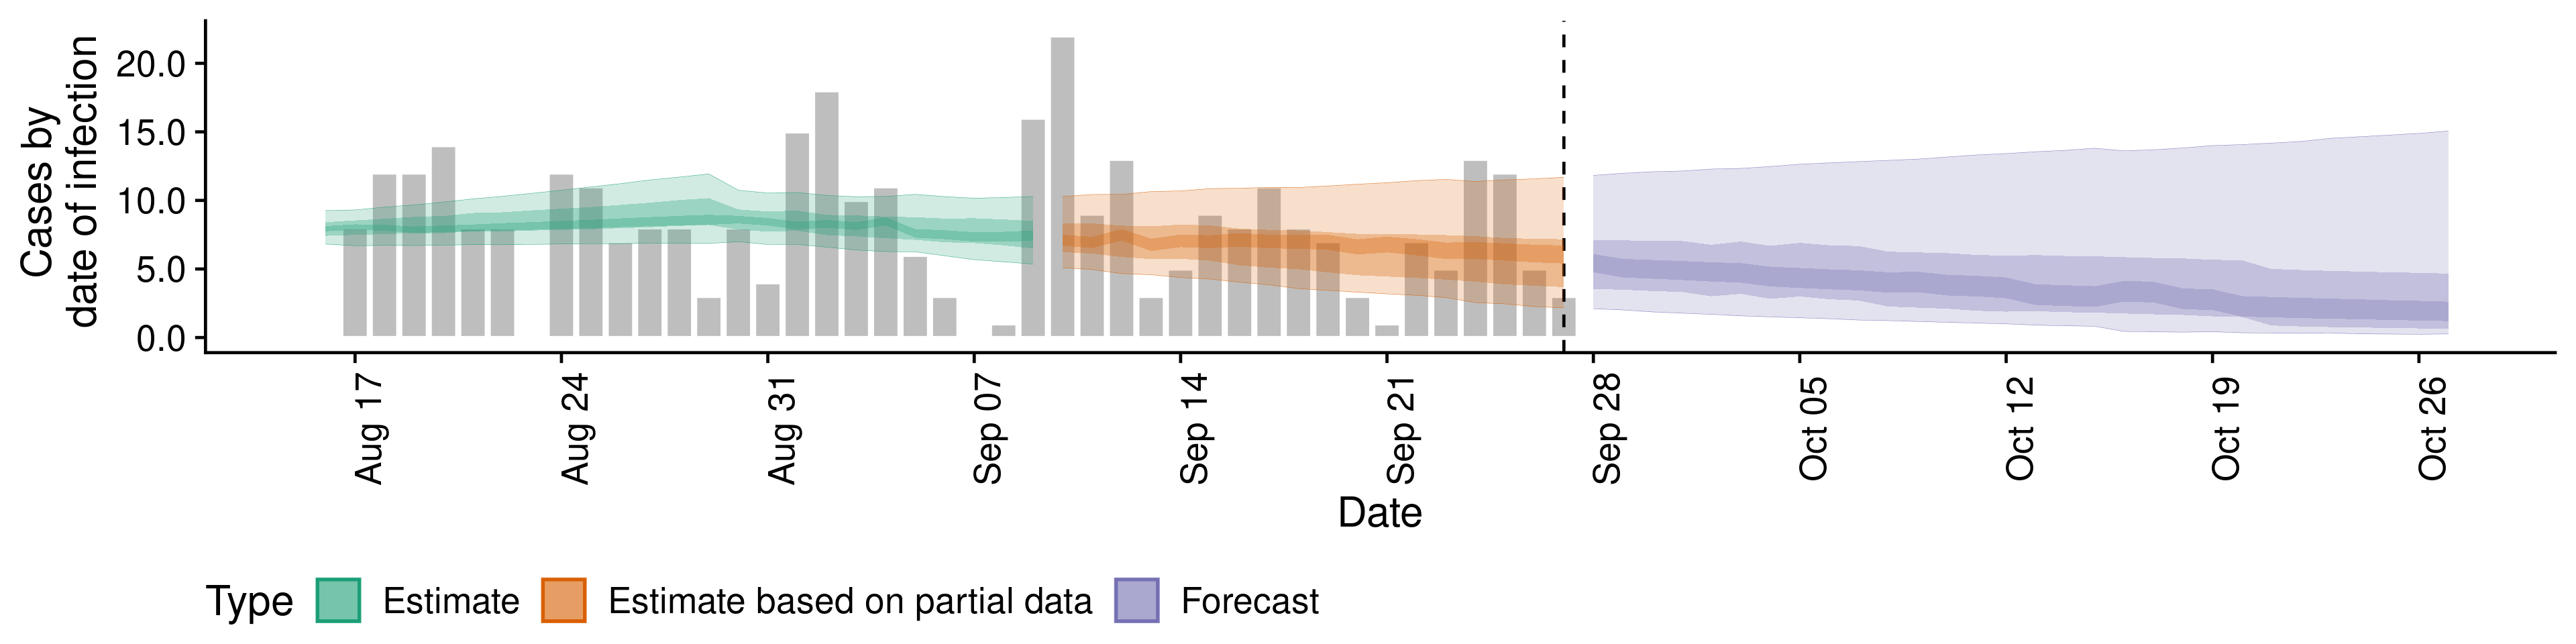 Cases by
date of infection
20.0
15.0
10.0
5.0
0.0
Aug 17
Aug 24
Aug 31
Sep 07
Sep 14
Sep 21
Sep 28
Oct 05
Oct 12
Oct 19
Oct 26
Date
Type Estimate Estimate based on partial data Forecast